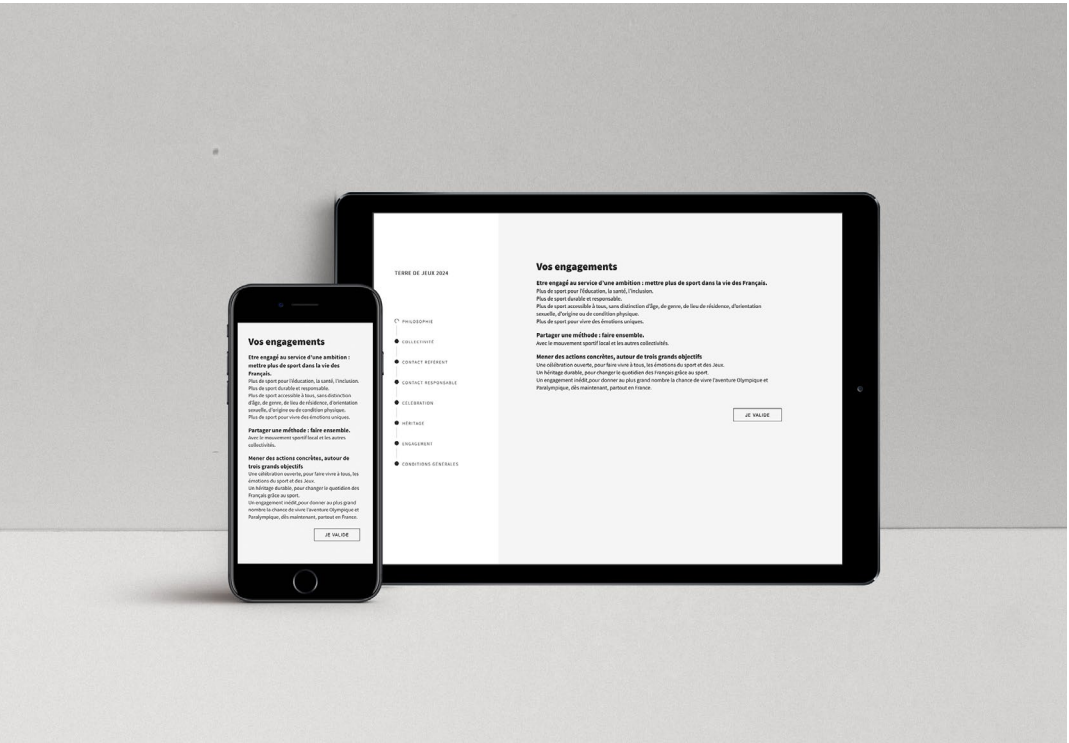 Vos engagements
Etre engagé au service d'une ambition :
mettre plus de sport dans la vie des
Français.
Plus de sport pour l'éducation, la santé, l'inclusion.
Plus de sport durable et responsable.
Plus de sport accessible à tous, sans distinction
d'âge, de genre, de lieu de résidence, d'orientation
sexuelle, d'origine ou de condition physique.
Plus de sport pour vivre des émotions uniques.
Partager une méthode : faire ensemble.
Avec le mouvement sportif local et les autres
collectivités.
Mener des actions concrètes, autour de
trois grands objectifs
Une célébration ouverte, pour faire vivre à tous, les
émotions du sport et des Jeux.
Un héritage durable, pour changer le quotidien des
Français grâce au sport.
Un engagement inédit,pour donner au plus grand
nombre la chance de vivre l'aventure Olympique et
Paralympique, dès maintenant, partout en France.
JE VALIDE
TERRE DE JEUX 2024
PHILOSOPHIE
COLLECTIVITÉ
CONTACT RÉFÉRENT
CONTACT RESPONSABLE
CÉLÉBRATION
HÉRITAGE
ENGAGEMENT
CONDITIONS GÉNÉRALES
Vos engagements
Etre engagé au service d'une ambition : mettre plus de sport dans la vie des Français.
Plus de sport pour l'éducation, la santé, l'inclusion.
Plus de sport durable et responsable.
Plus de sport accessible à tous, sans distinction d'âge, de genre, de lieu de résidence, d'orientation
sexuelle, d'origine ou de condition physique.
Plus de sport pour vivre des émotions uniques.
Partager une méthode : faire ensemble.
Avec le mouvement sportif local et les autres collectivités.
Mener des actions concrètes, autour de trois grands objectifs
Une célébration ouverte, pour faire vivre à tous, les émotions du sport et des Jeux.
Un héritage durable, pour changer le quotidien des Français grâce au sport.
Un engagement inédit,pour donner au plus grand nombre la chance de vivre l'aventure Olympique et
Paralympique, dès maintenant, partout en France.
JE VALIDE